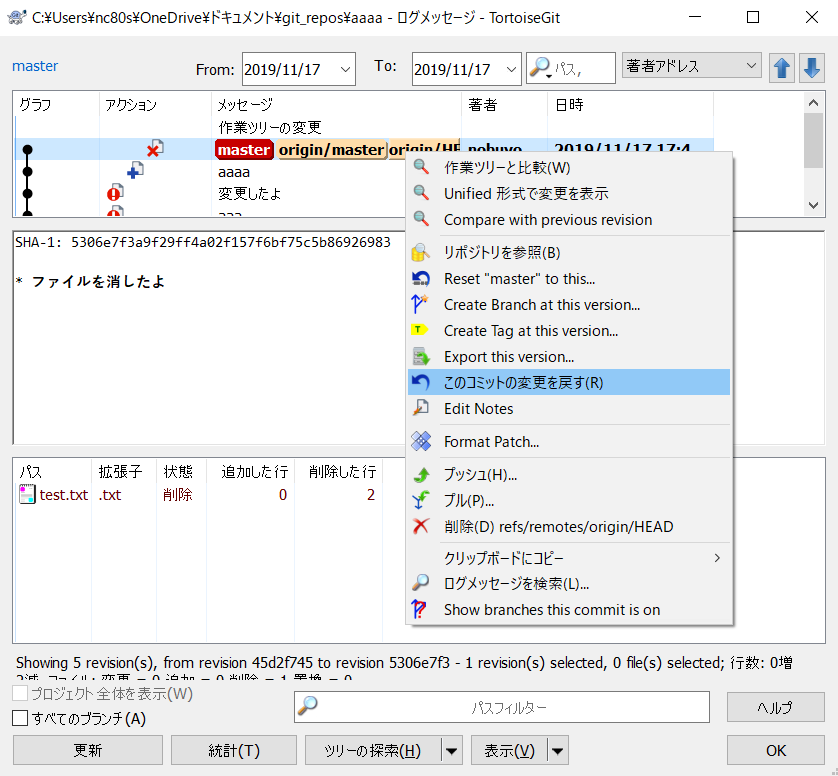 C:¥Users¥nc80s¥OneDrive¥ドキュメント¥git_repos¥aaaa - ログメッセージ - TortoiseGit
master
From: 2019/11/17 To: 2019/11/17 パス, 著者アドレス
グラフ アクション メッセージ 著者 日時
作業ツリーの変更
master origin/master origin/HE nobuyo 2019/11/17 17:4
aaaa
変更したよ
aaa
SHA-1: 5306e7f3a9f29ff4a02f157f6bf75c5b86926983
* ファイルを消したよ
作業ツリーと比較(W)
Unified 形式で変更を表示
Compare with previous revision
リポジトリを参照(B)
Reset "master" to this...
Create Branch at this version...
Create Tag at this version...
Export this version...
このコミットの変更を戻す(R)
Edit Notes
Format Patch...
プッシュ(H)...
プル(P)...
削除(D) refs/remotes/origin/HEAD
クリップボードにコピー
ログメッセージを検索(L)...
Show branches this commit is on
パス 拡張子 状態 追加した行 削除した行
test.txt .txt 削除 0 2
Showing 5 revision(s), from revision 45d2f745 to revision 5306e7f3 - 1 revision(s) selected, 0 file(s) selected; 行数: 0増
2減 ファイル: 変更 = 0 追加 = 0 削除 = 1 置換 = 0
プロジェクト全体を表示(W)
すべてのブランチ(A)
パスフィルター
ヘルプ
更新 統計(T) ツリーの探索(H) 表示(V) OK